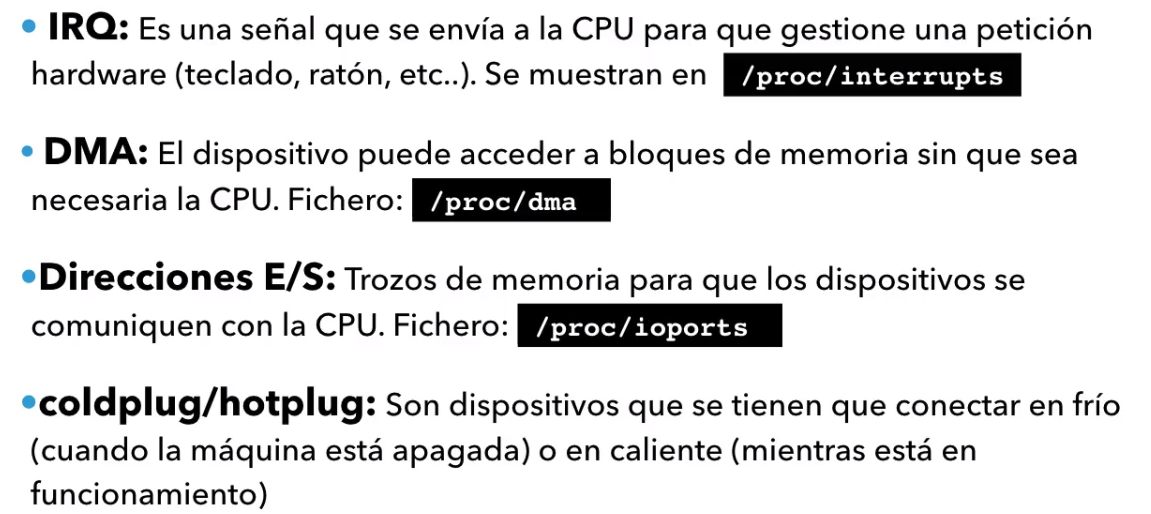 • IRQ: Es una señal que se envía a la CPU para que gestione una petición
hardware (teclado, ratón, etc..). Se muestran en /proc/interrupts
• DMA: El dispositivo puede acceder a bloques de memoria sin que sea
necesaria la CPU. Fichero: /proc/dma
•Direcciones E/S: Trozos de memoria para que los dispositivos se
comuniquen con la CPU. Fichero: /proc/ioports
•coldplug/hotplug: Son dispositivos que se tienen que conectar en frío
(cuando la máquina está apagada) o en caliente (mientras está en
funcionamiento)